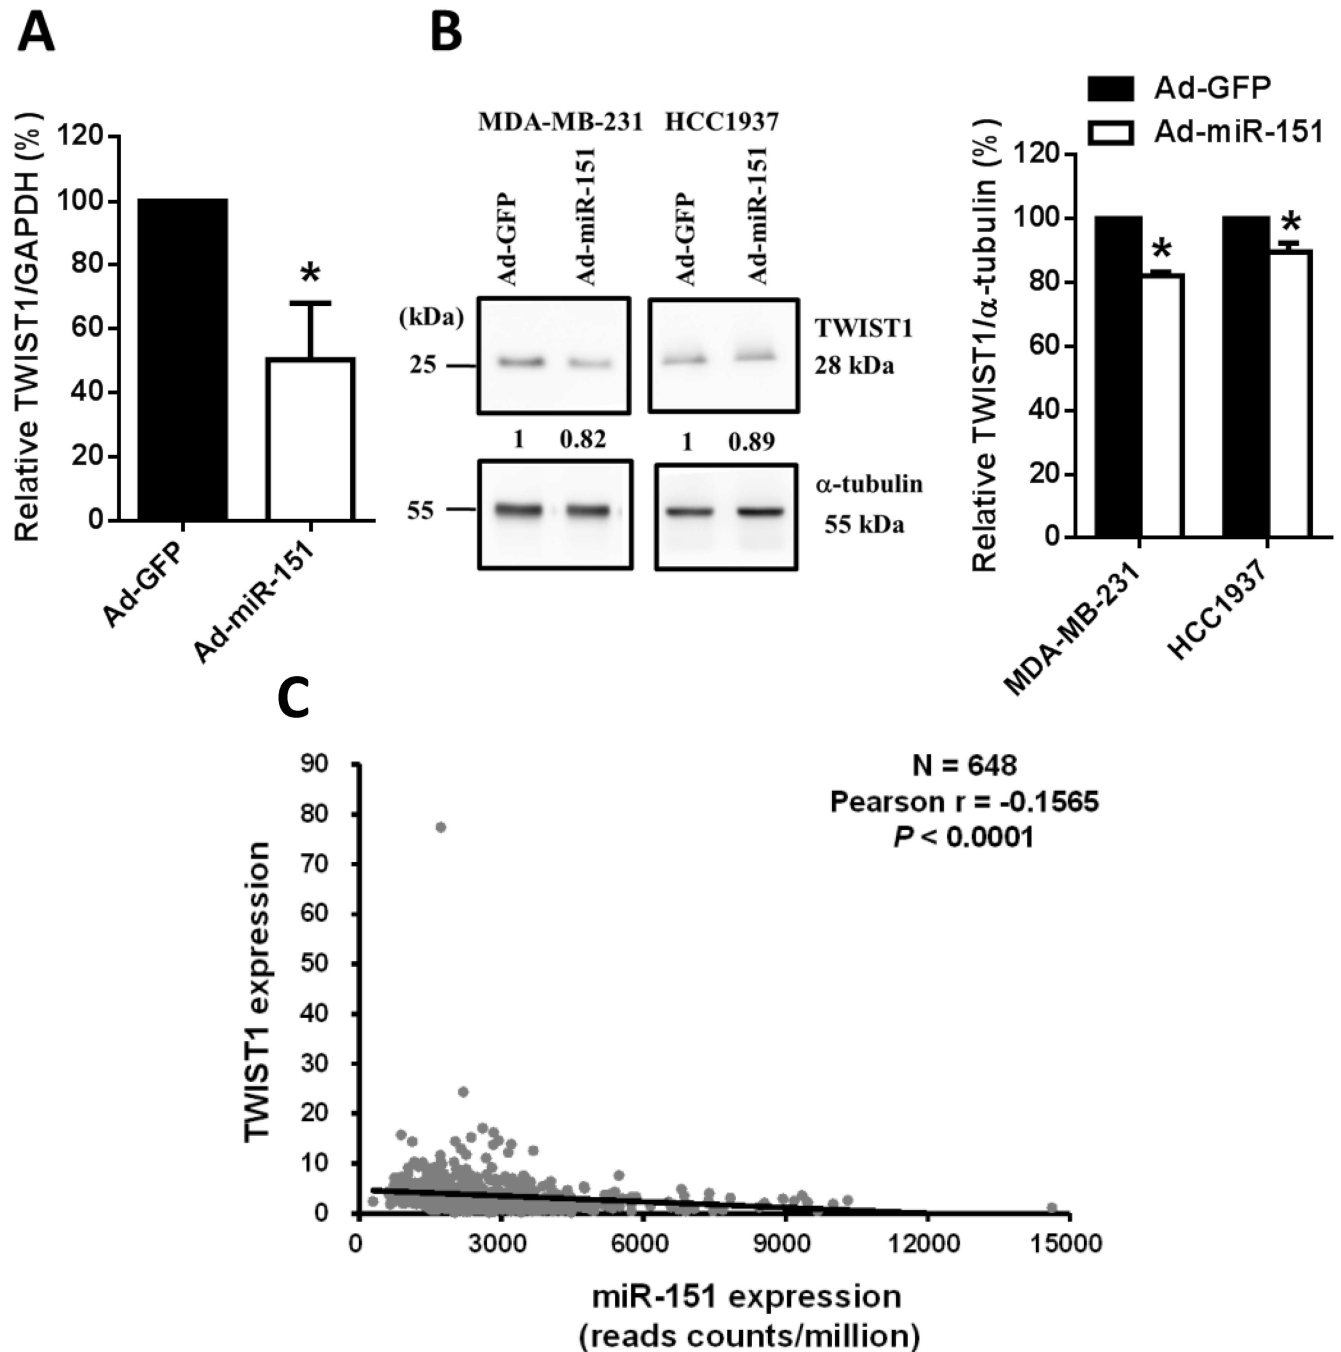 A
Relative TWIST1/GAPDH (%)
120
100
80
60
40
20
0
*
Ad-GFP
Ad-miR-151
B
MDA-MB-231 HCC1937
Ad-GFP
Ad-miR-151
Ad-GFP
Ad-miR-151
(kDa)
25
TWIST1
28 kDa
1 0.82 1 0.89
55
α-tubulin
55 kDa
Ad-GFP
Ad-miR-151
Relative TWIST1/α-tubulin (%)
120
100
80
60
40
20
0
*
*
MDA-MB-231
HCC1937
C
N = 648
Pearson r = -0.1565
P < 0.0001
TWIST1 expression
90
80
70
60
50
40
30
20
10
0
0 3000 6000 9000 12000 15000
miR-151 expression
(reads counts/million)